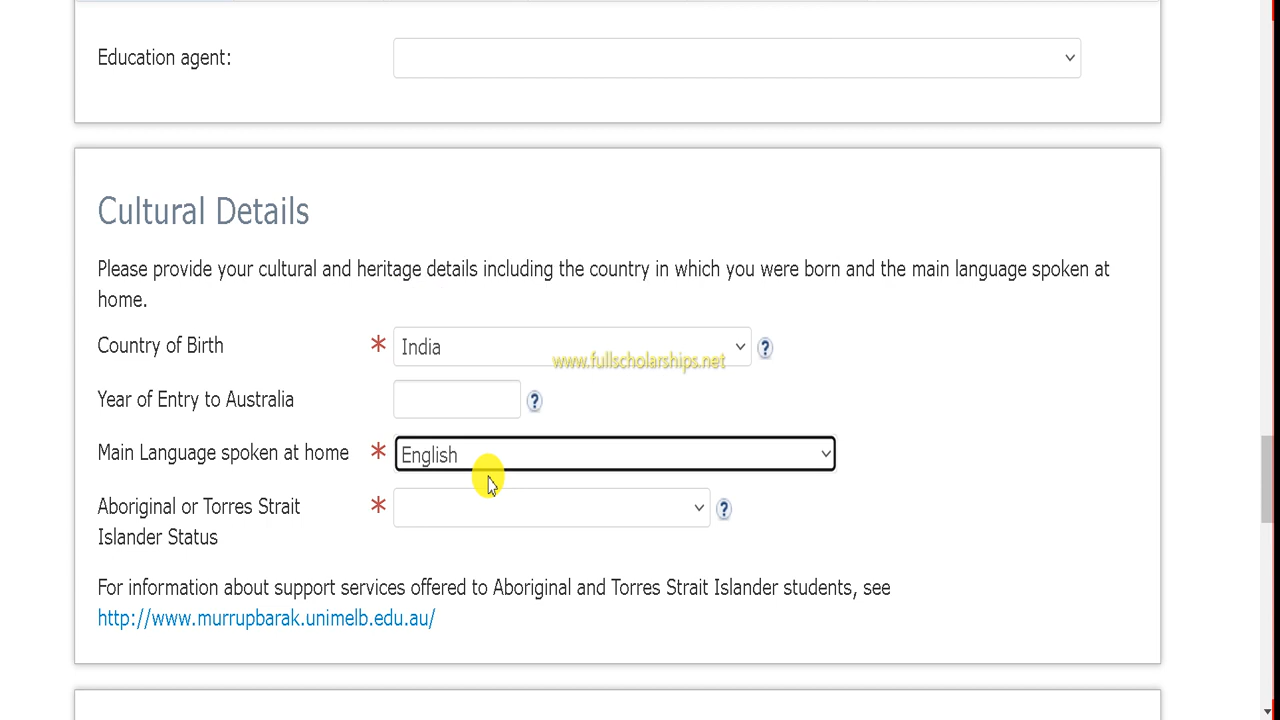 Education agent:
Cultural Details
Please provide your cultural and heritage details including the country in which you were born and the main language spoken at
home.
Country of Birth * India ?
www.fullscholarships.net
Year of Entry to Australia ?
Main Language spoken at home * English
Aboriginal or Torres Strait * ?
Islander Status
For information about support services offered to Aboriginal and Torres Strait Islander students, see
http://www.murrupbarak.unimelb.edu.au/